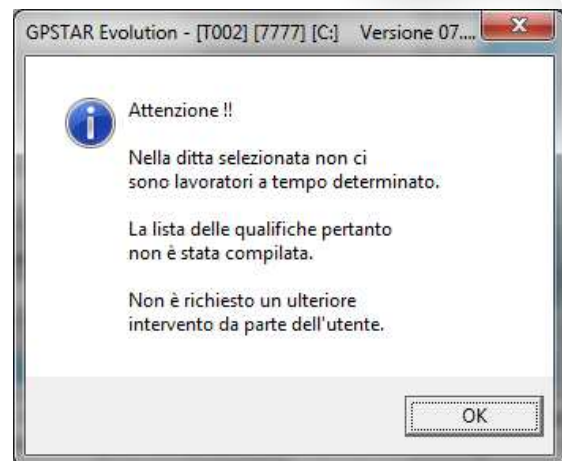 GPSTAR Evolution - [T002] [7777] [C:] Versione 07....
Attenzione !!
Nella ditta selezionata non ci
sono lavoratori a tempo determinato.
La lista delle qualifiche pertanto
non è stata compilata.
Non è richiesto un ulteriore
intervento da parte dell'utente.
OK